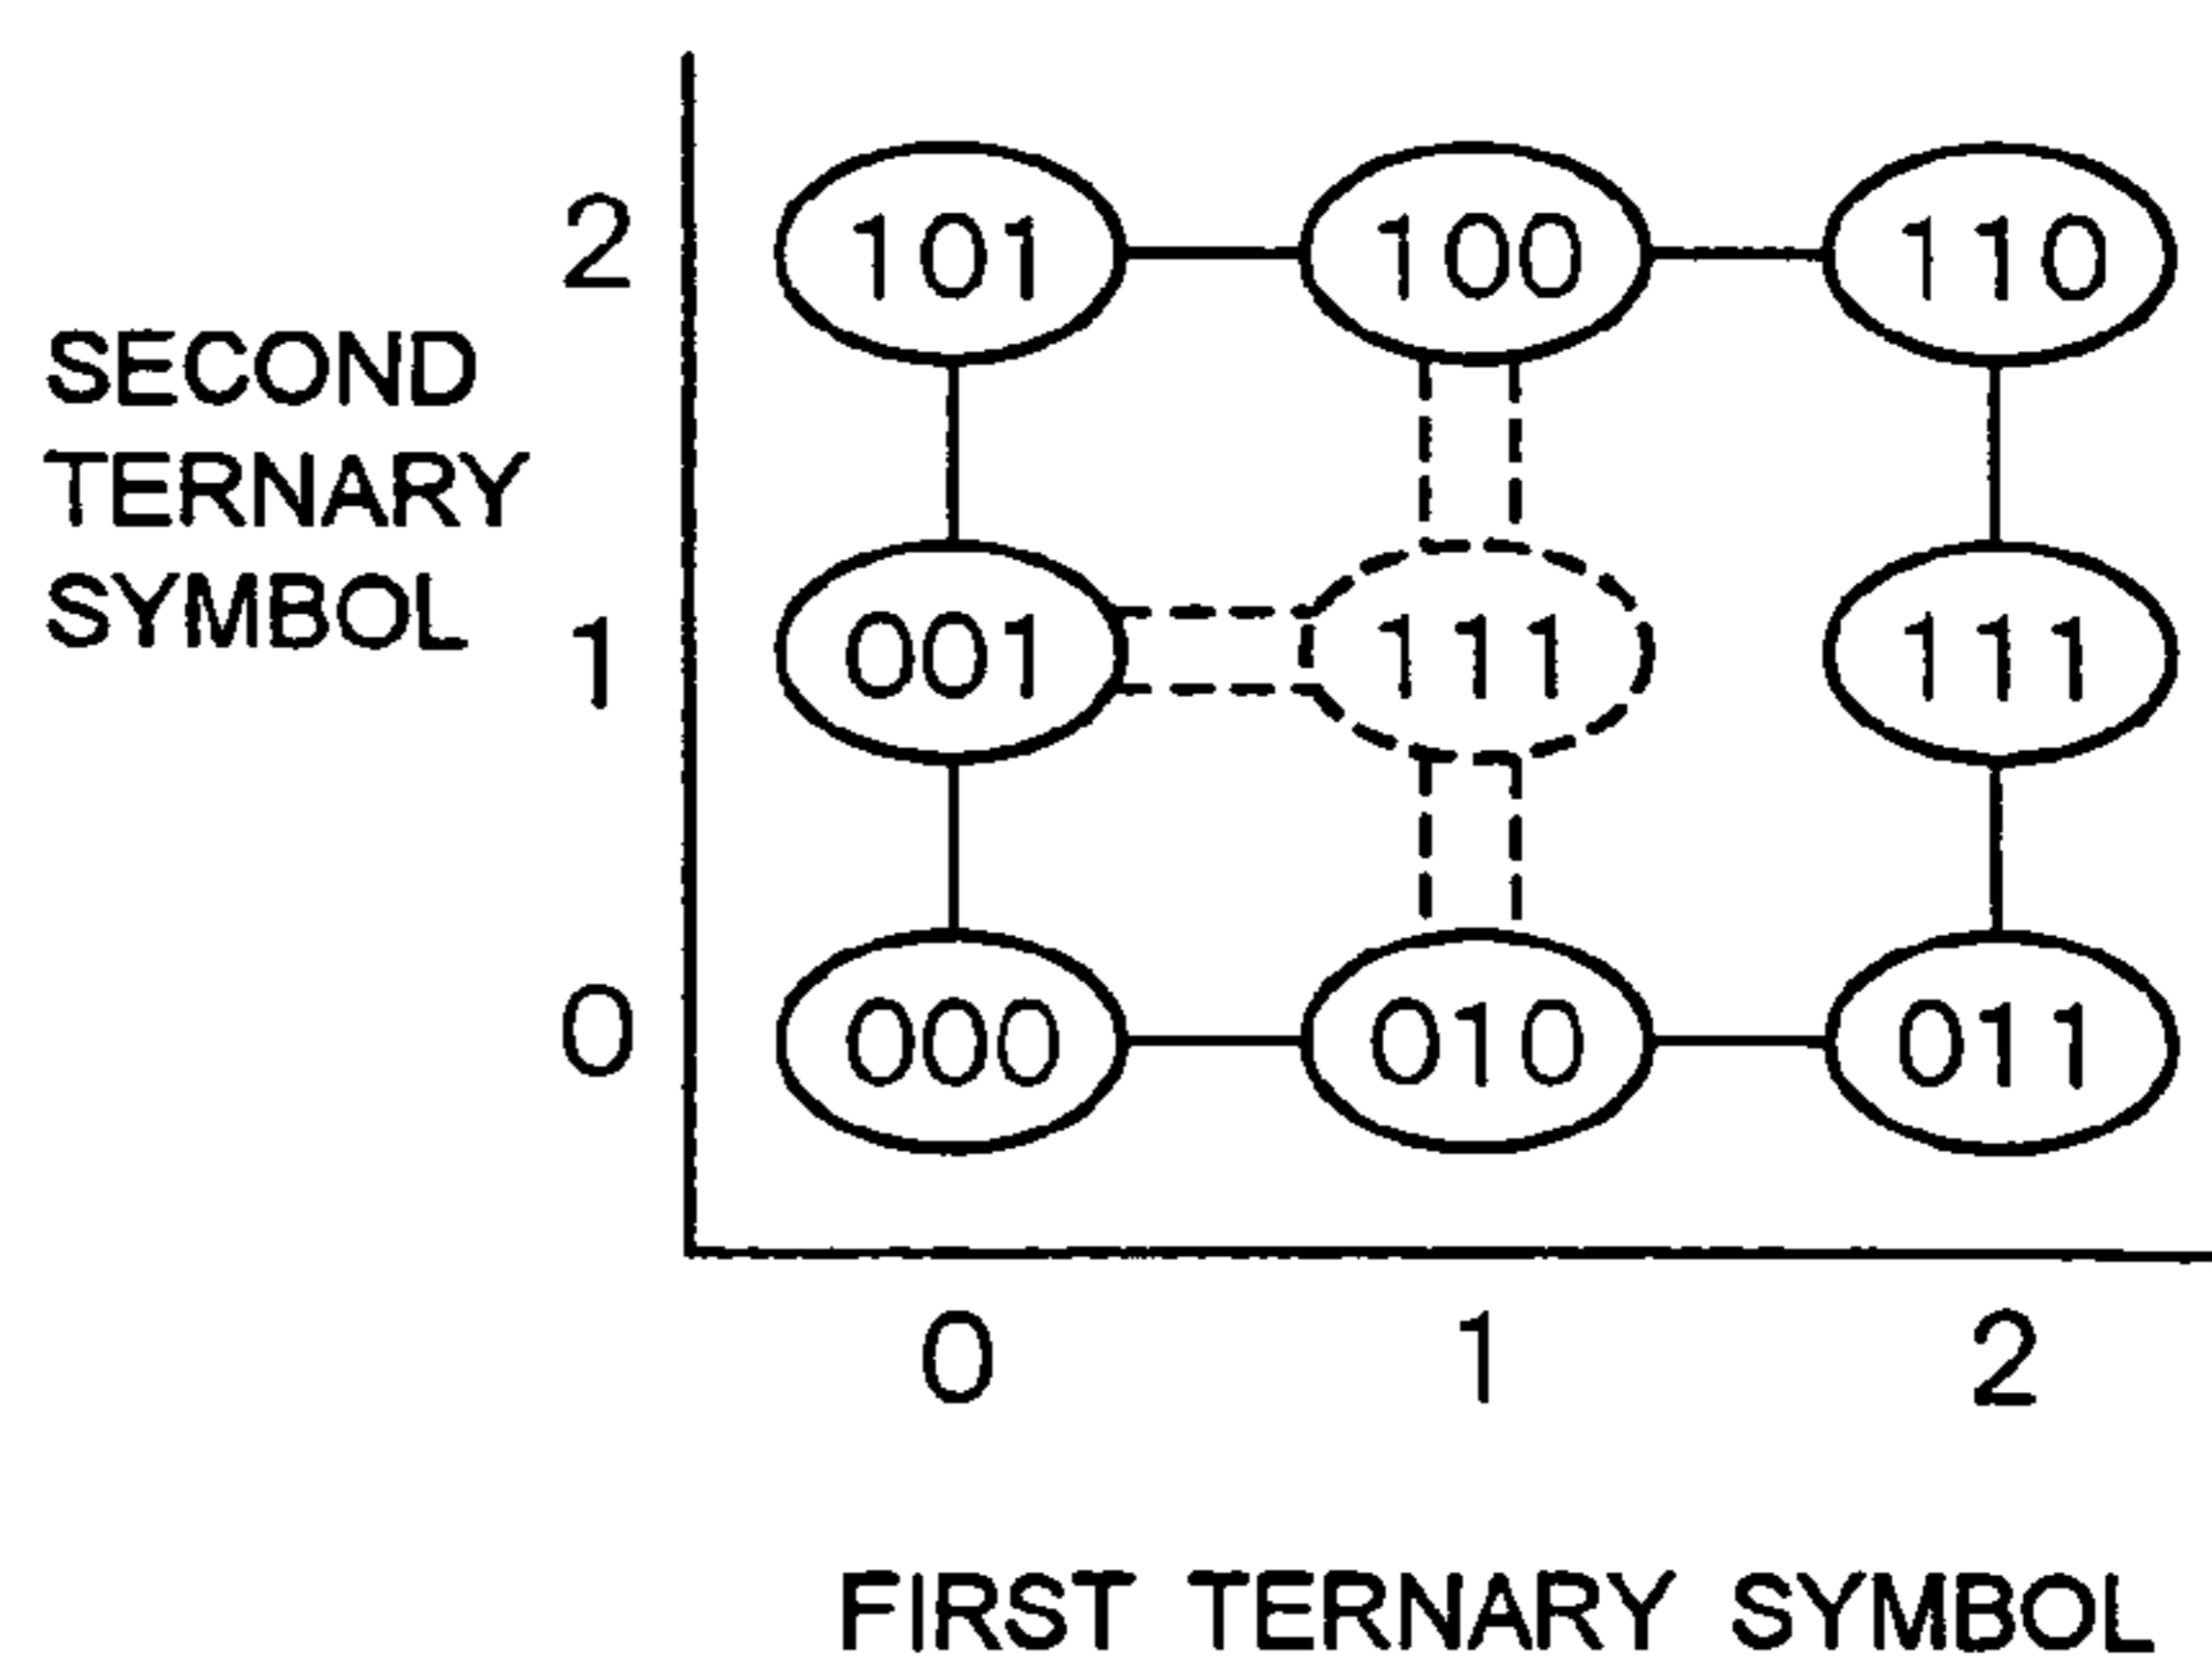 2
101 100 110
SECOND
TERNARY
SYMBOL
1
001 111 111
0
000 010 011
0 1 2
FIRST TERNARY SYMBOL